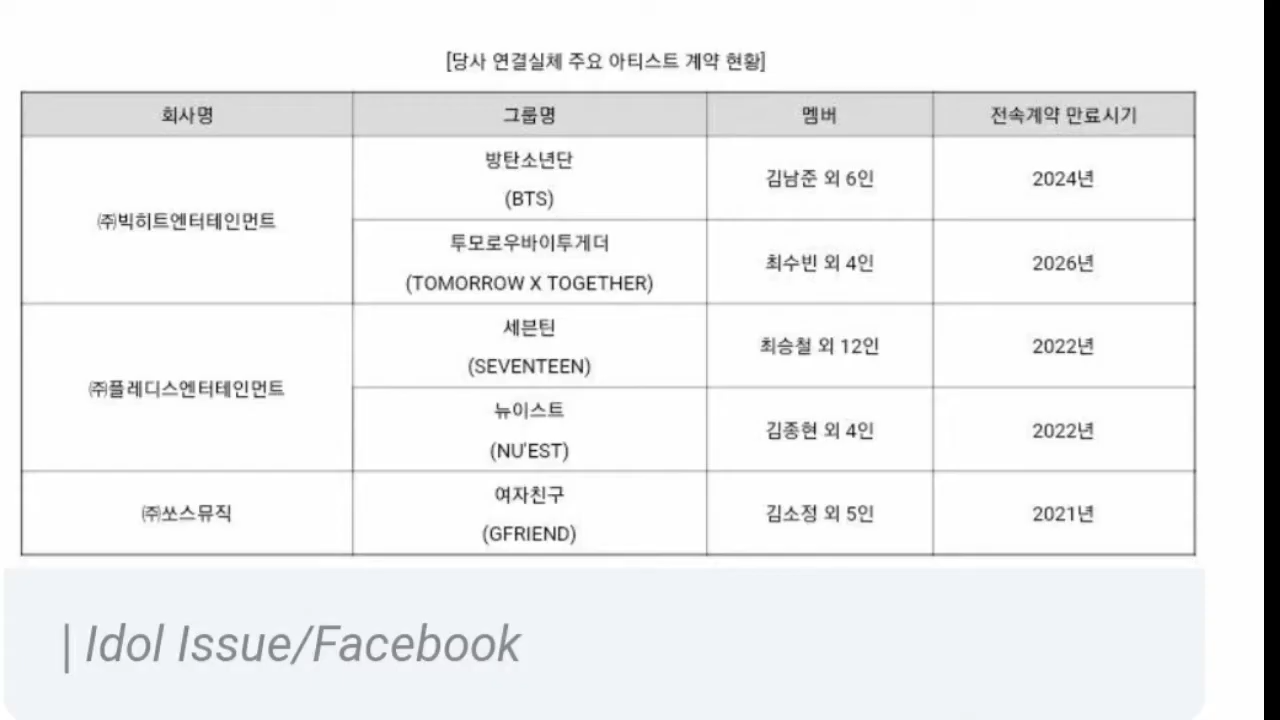 [당사 연결실체 주요 아티스트 계약 현황]
회사명 그룹명 멤버 전속계약 만료시기
㈜빅히트엔터테인먼트
방탄소년단
(BTS)
김남준 외 6인 2024년
투모로우바이투게더
(TOMORROW X TOGETHER)
최수빈 외 4인 2026년
㈜플레디스엔터테인먼트
세븐틴
(SEVENTEEN)
최승철 외 12인 2022년
뉴이스트
(NU'EST)
김종현 외 4인 2022년
㈜쏘스뮤직
여자친구
(GFRIEND)
김소정 외 5인 2021년
| Idol Issue/Facebook